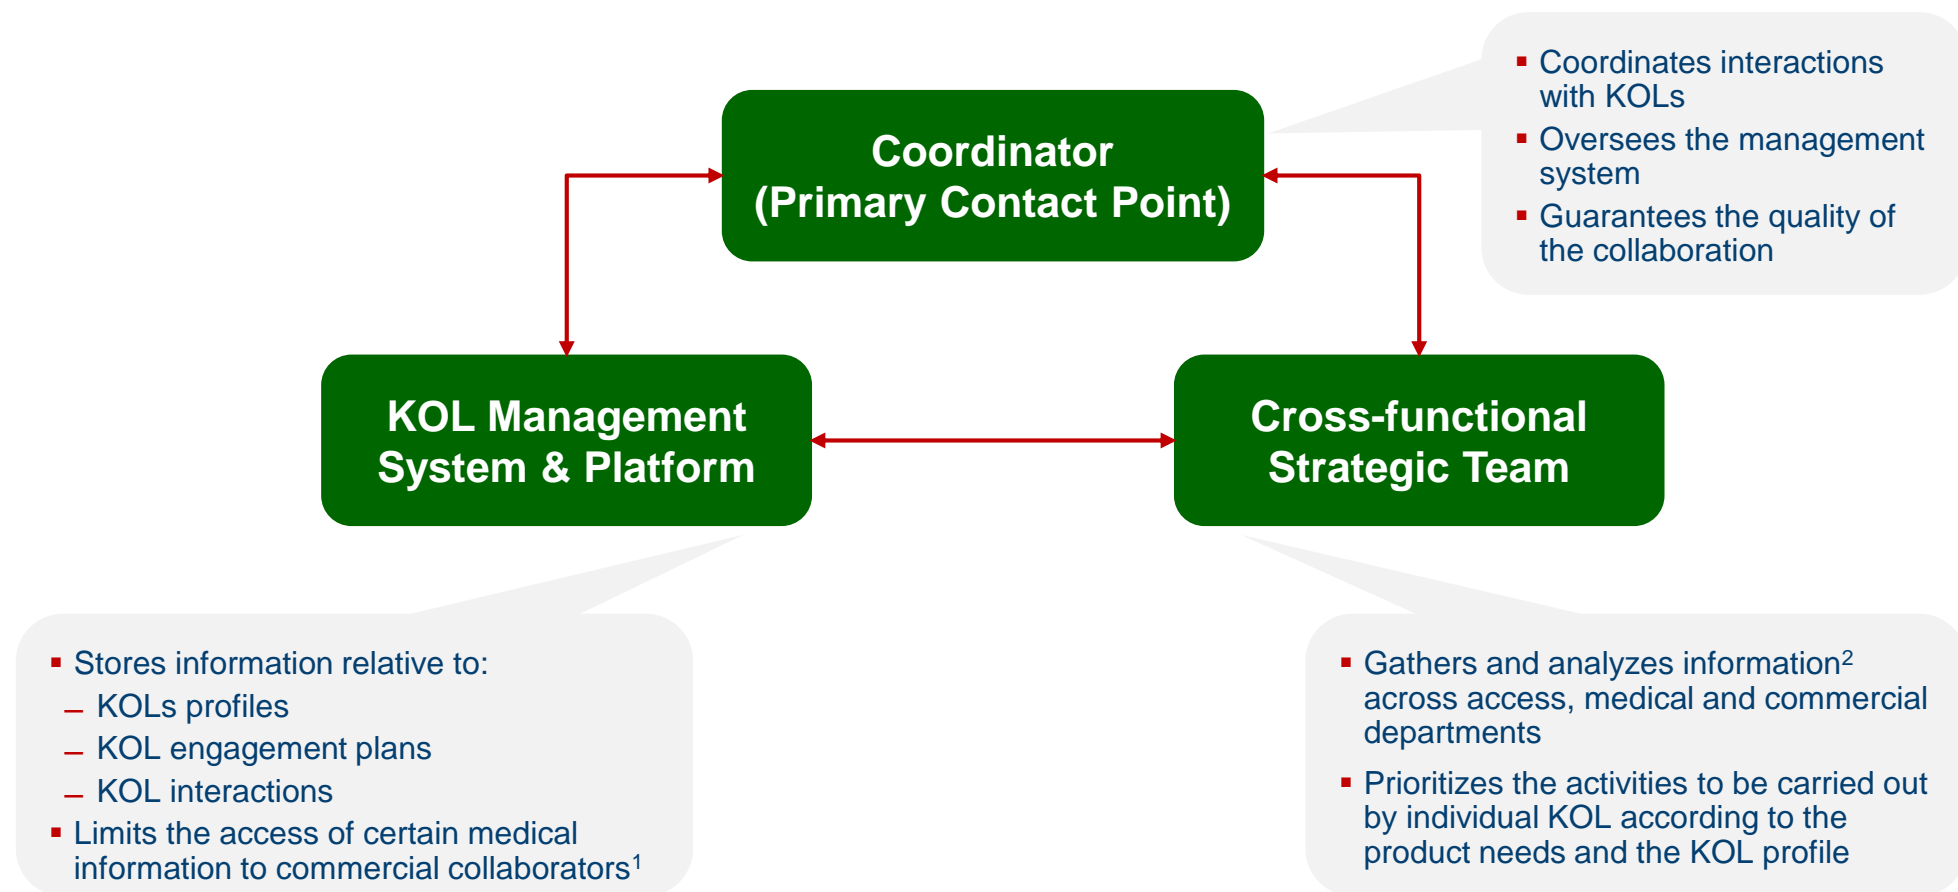 Coordinator
(Primary Contact Point)
▪ Coordinates interactions
with KOLs
▪ Oversees the management
system
▪ Guarantees the quality of
the collaboration
KOL Management
System & Platform
Cross-functional
Strategic Team
▪ Stores information relative to:
– KOLs profiles
– KOL engagement plans
– KOL interactions
▪ Limits the access of certain medical
information to commercial collaborators¹
▪ Gathers and analyzes information²
across access, medical and commercial
departments
▪ Prioritizes the activities to be carried out
by individual KOL according to the
product needs and the KOL profile